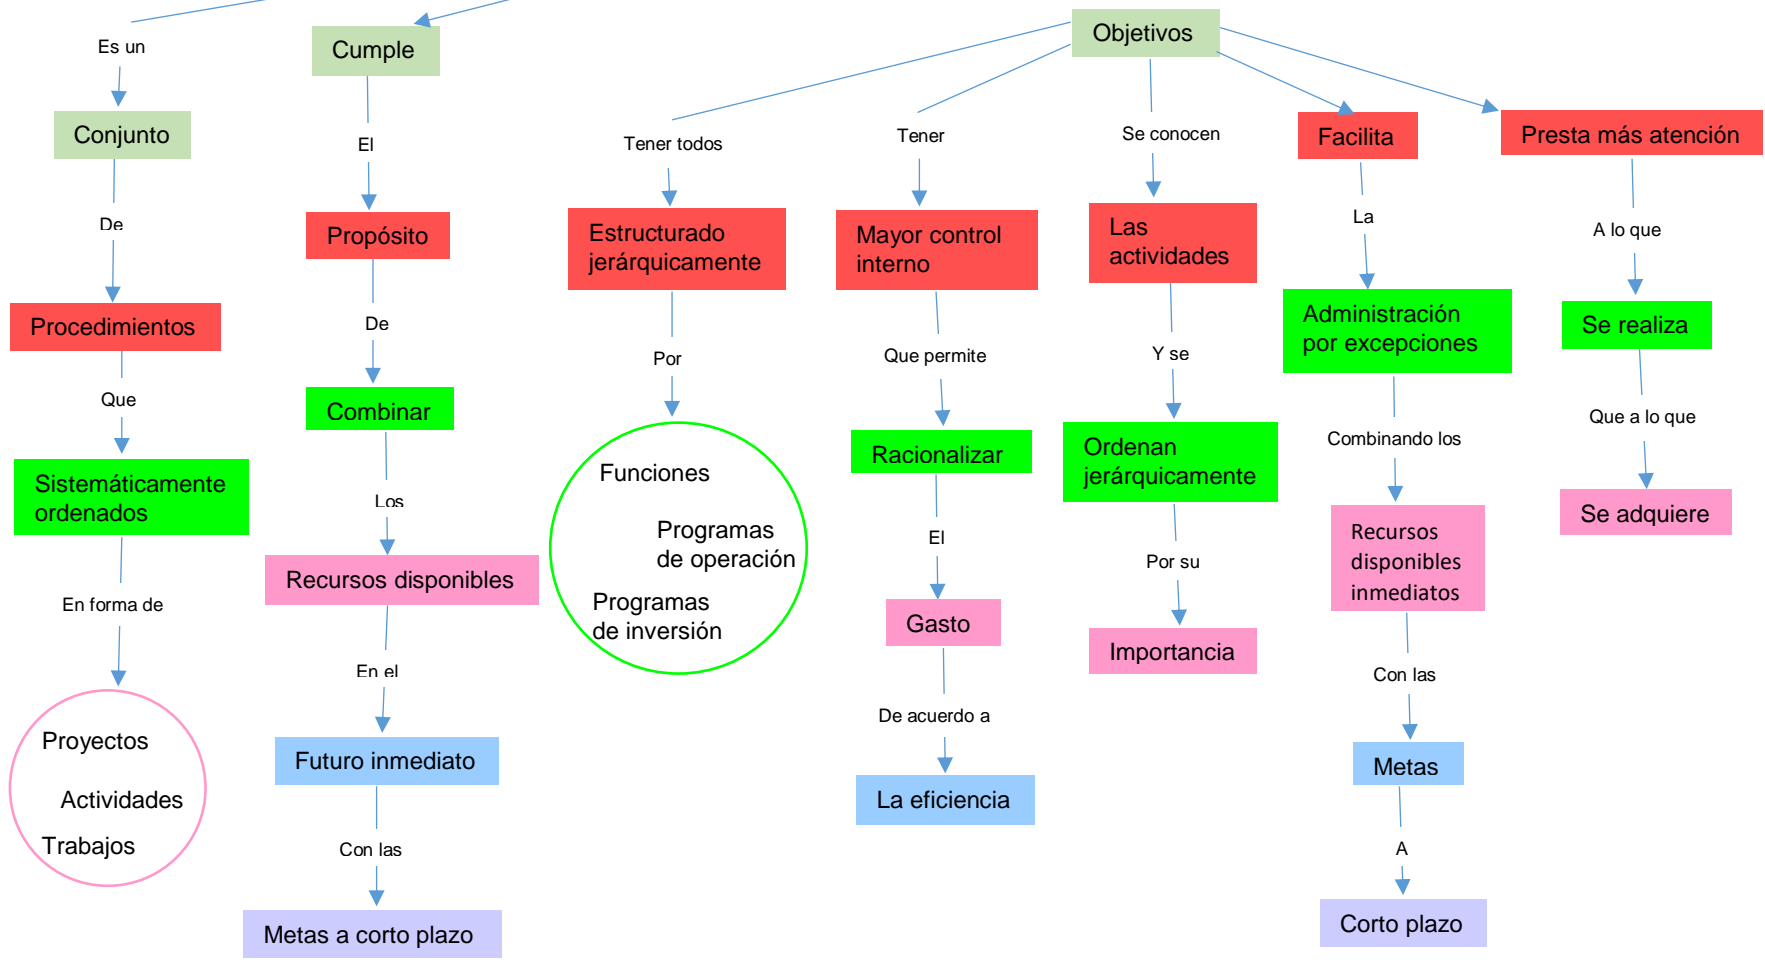 Es un
Conjunto
De
Procedimientos
Que
Sistemáticamente
ordenados
En forma de
Proyectos
Actividades
Trabajos
Cumple
El
Propósito
De
Combinar
Los
Recursos disponibles
En el
Futuro inmediato
Con las
Metas a corto plazo
Objetivos
Tener todos
Estructurado
jerárquicamente
Por
Funciones
Programas
de operación
Programas
de inversión
Tener
Mayor control
interno
Que permite
Racionalizar
El
Gasto
De acuerdo a
La eficiencia
Se conocen
Las
actividades
Y se
Ordenan
jerárquicamente
Por su
Importancia
Facilita
La
Administración
por excepciones
Combinando los
Recursos
disponibles
inmediatos
Con las
Metas
A
Corto plazo
Presta más atención
A lo que
Se realiza
Que a lo que
Se adquiere